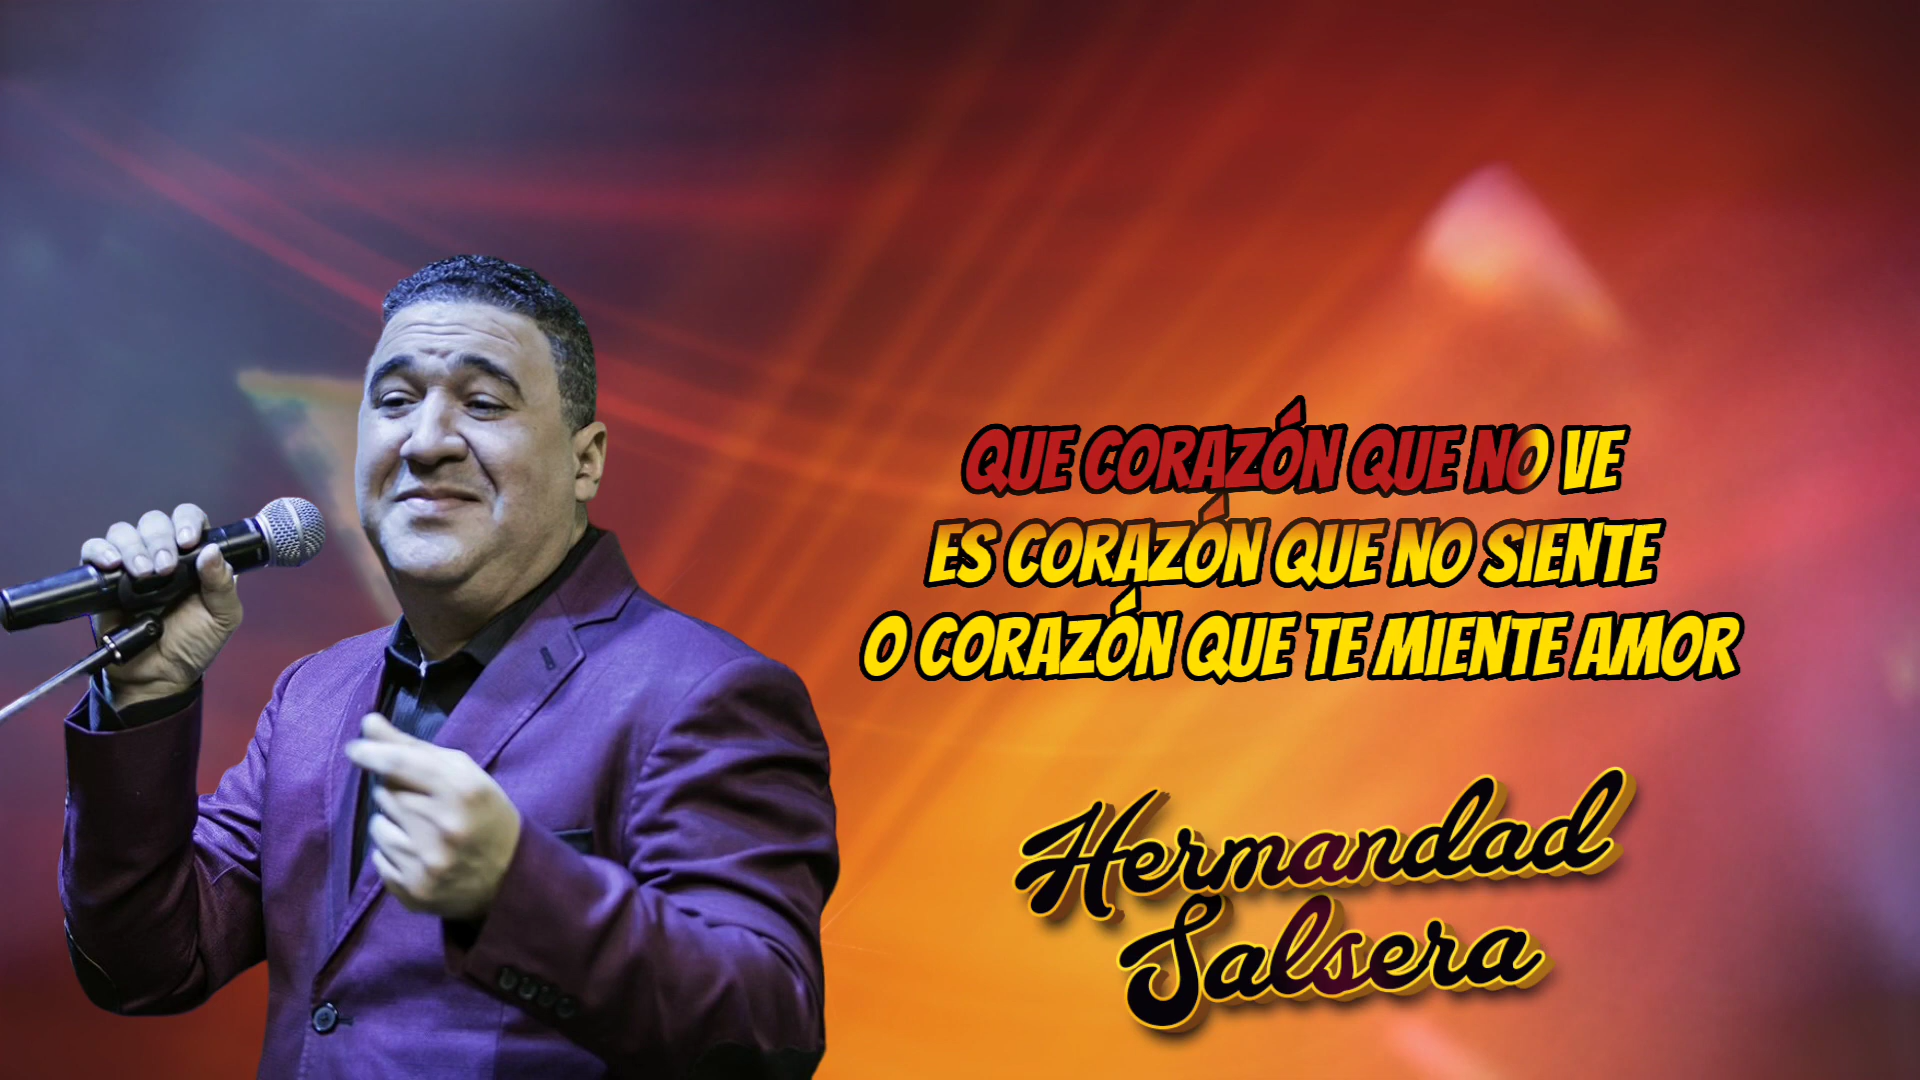 QUE CORAZÓN QUE NO VE
ES CORAZÓN QUE NO SIENTE
O CORAZÓN QUE TE MIENTE AMOR
Hermandad
Salsera